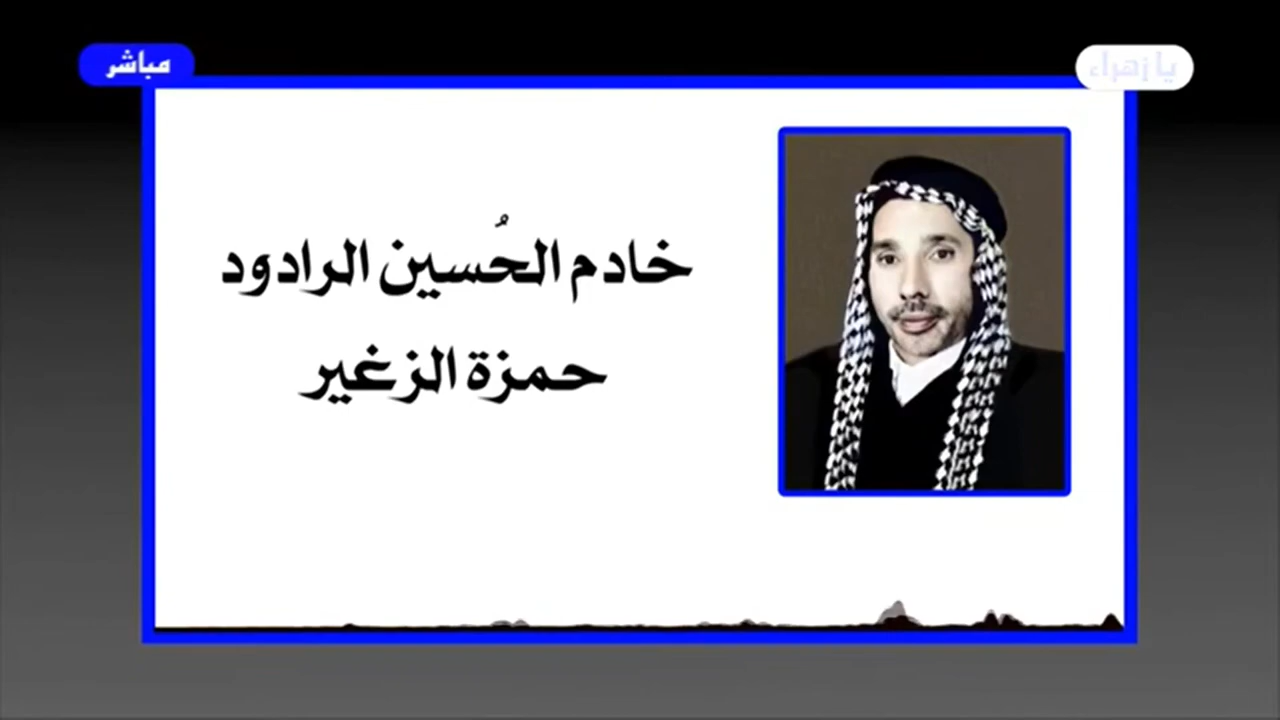 مباشر
يا زهراء
خادم الحُسين الرادود
حمزة الزغير